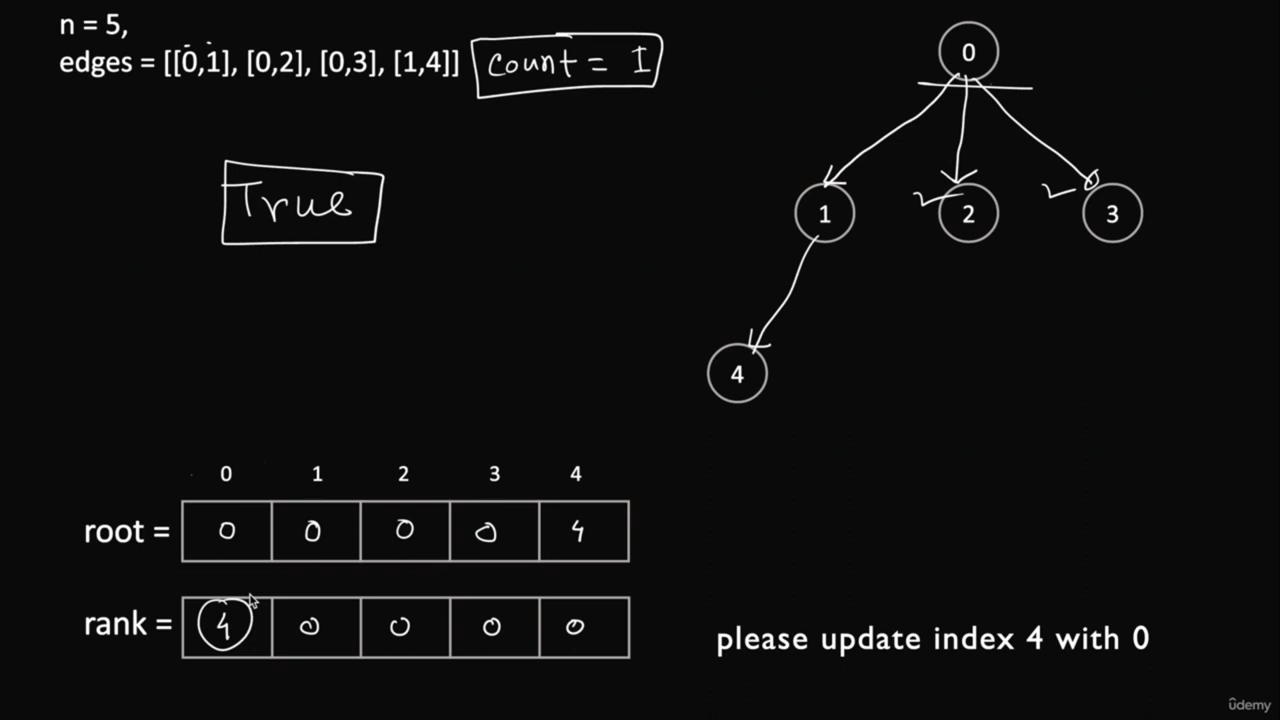 n = 5,
edges = [[0,1], [0,2], [0,3], [1,4]] count = 1
True
0
1 2 3
4
0 1 2 3 4
root = 0 0 0 0 4
rank = 4 0 0 0 0
please update index 4 with 0
ûdemy